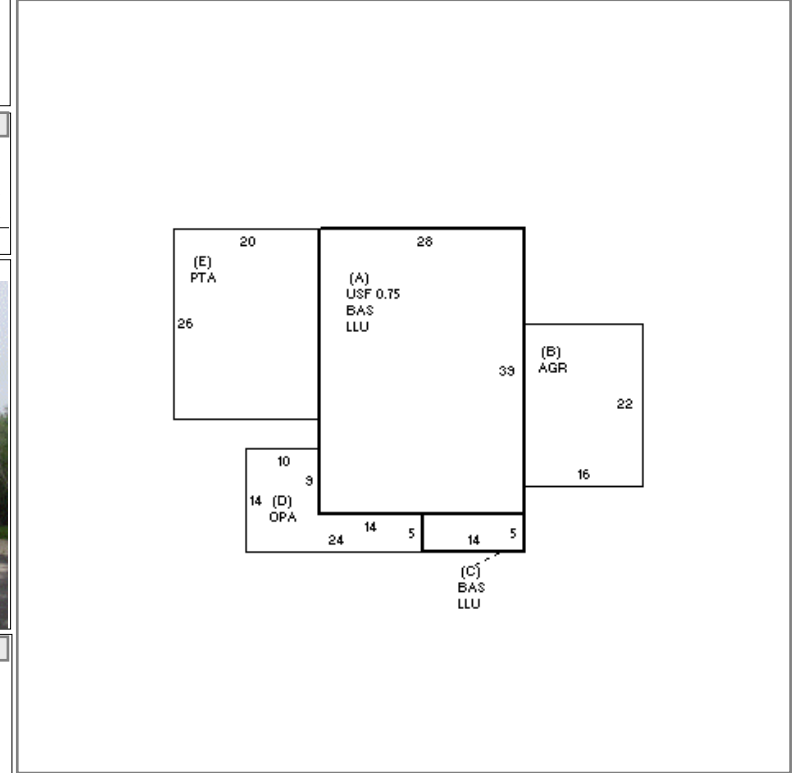 20
28
(E)
PTA
(A)
USF 0.75
BAS
LLU
26
(B)
AGR
39
22
10
16
9
14
(D)
OPA
14
5
24
14
5
(C)
BAS
LLU